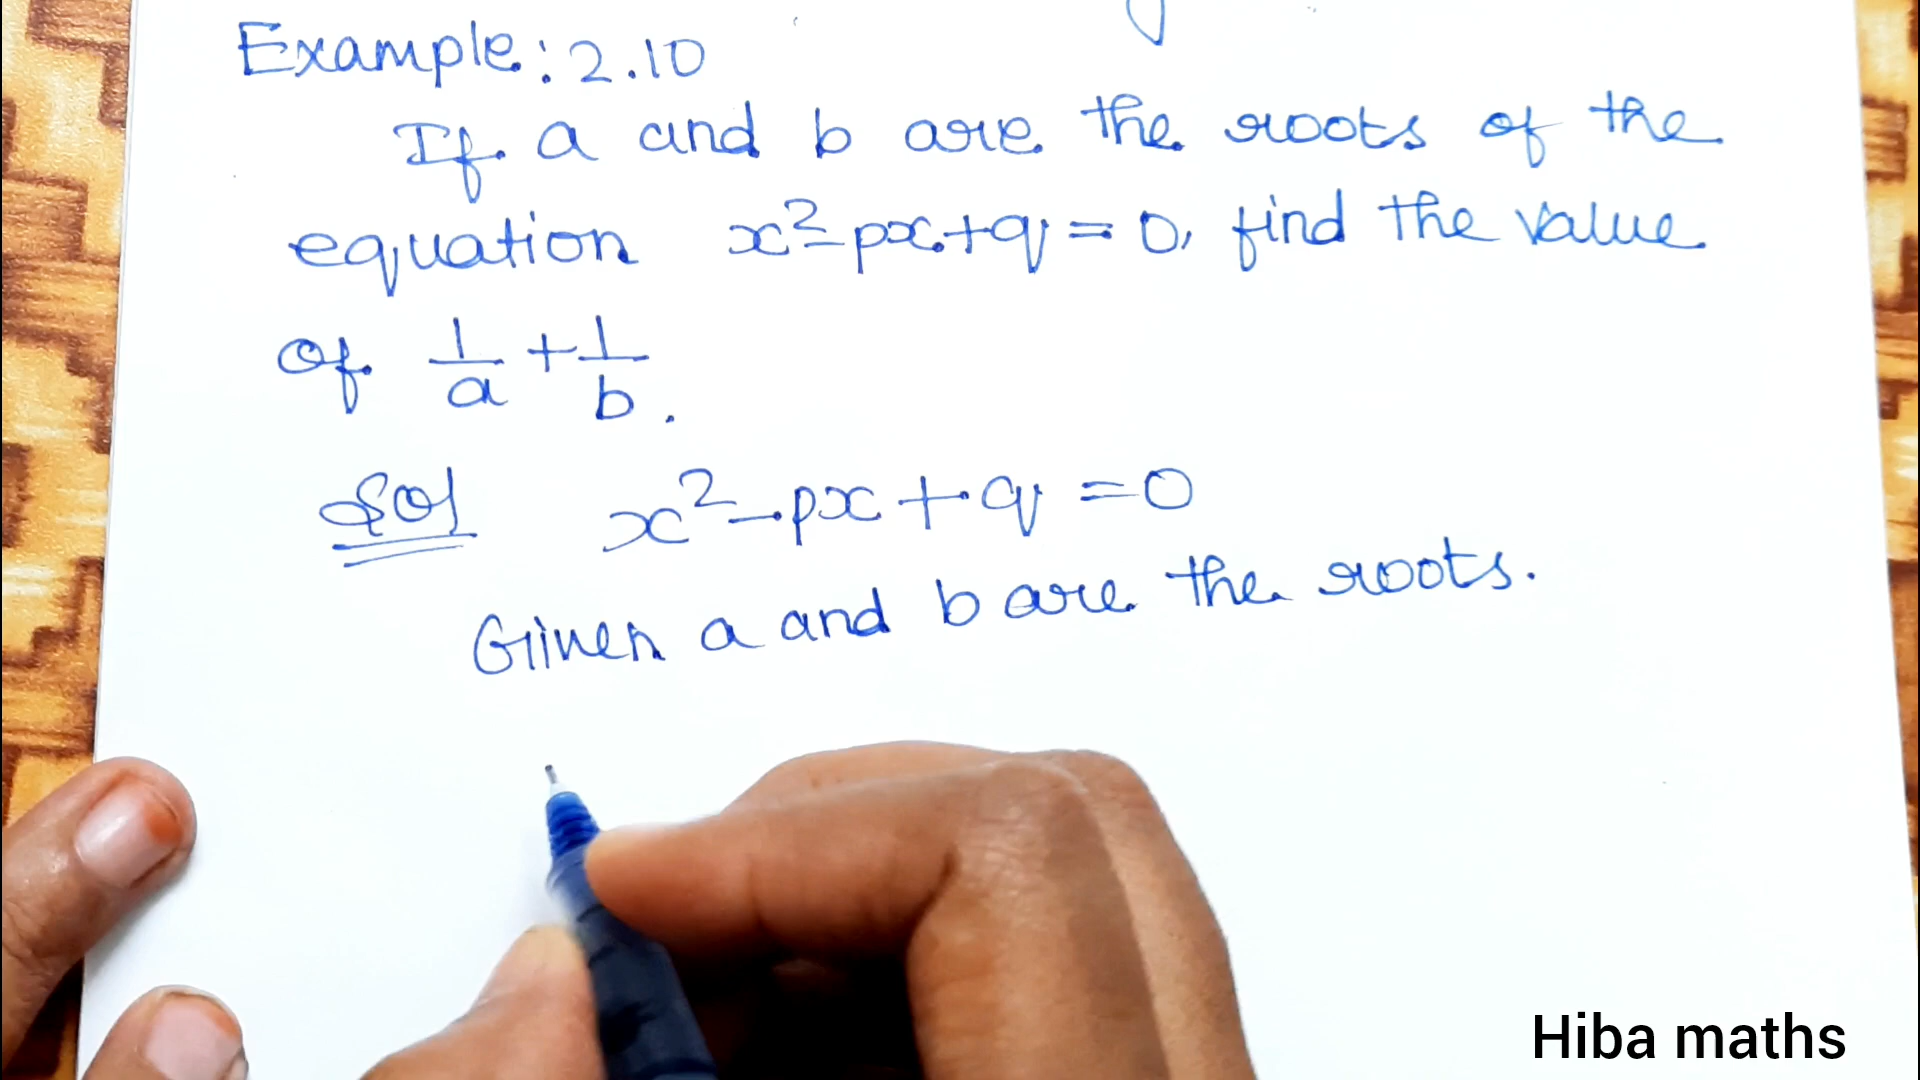 Example: 2.10
If a and b are the roots of the
equation x²-px+q=0, find the value
of 1/a + 1/b.
Sol x²-px+q=0
Given a and b are the roots.
Hiba maths